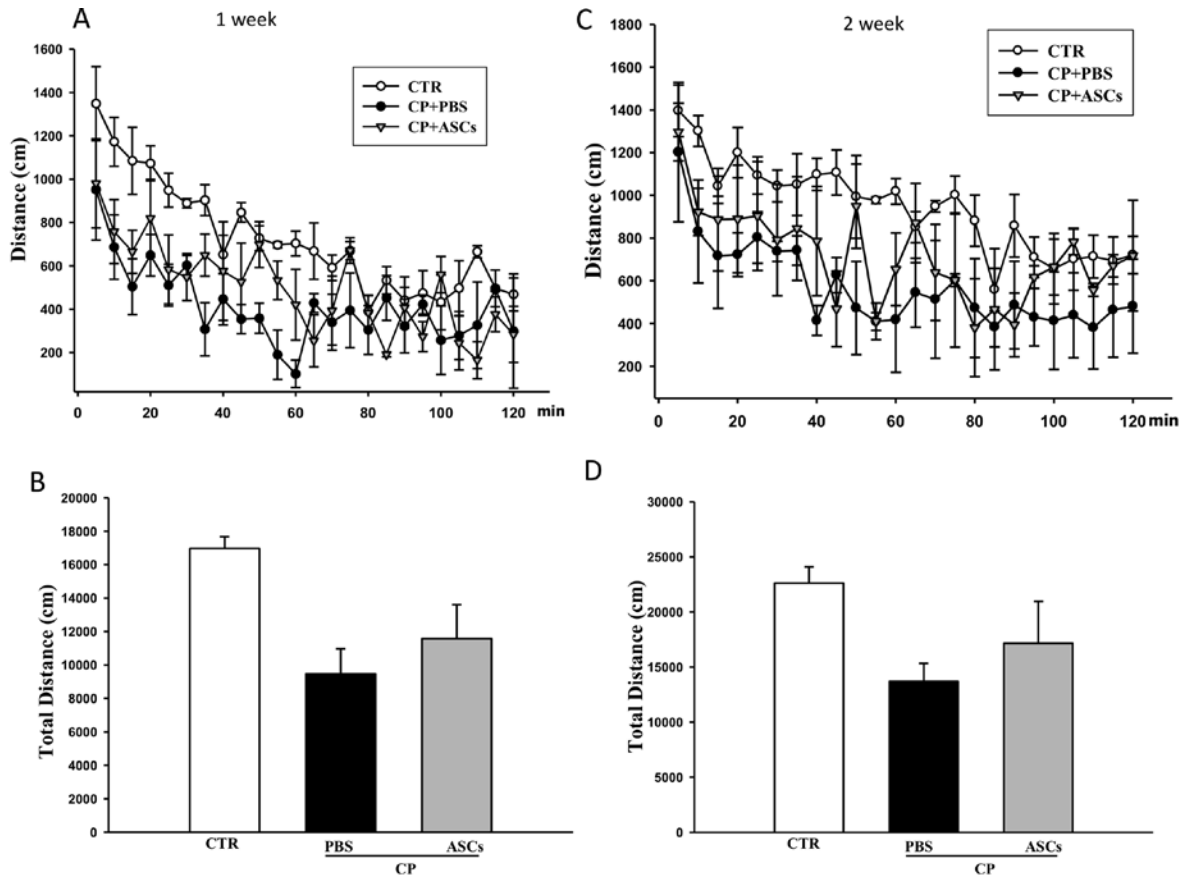 A
1 week
1600
1400
1200
1000
800
600
400
200
Distance (cm)
CTR
CP+PBS
CP+ASCs
0 20 40 60 80 100 120 min
C
2 week
1800
1600
1400
1200
1000
800
600
400
200
Distance (cm)
CTR
CP+PBS
CP+ASCs
0 20 40 60 80 100 120 min
B
20000
18000
16000
14000
12000
10000
8000
6000
4000
2000
0
Total Distance (cm)
CTR PBS ASCs
CP
D
30000
25000
20000
15000
10000
5000
0
Total Distance (cm)
CTR PBS ASCs
CP